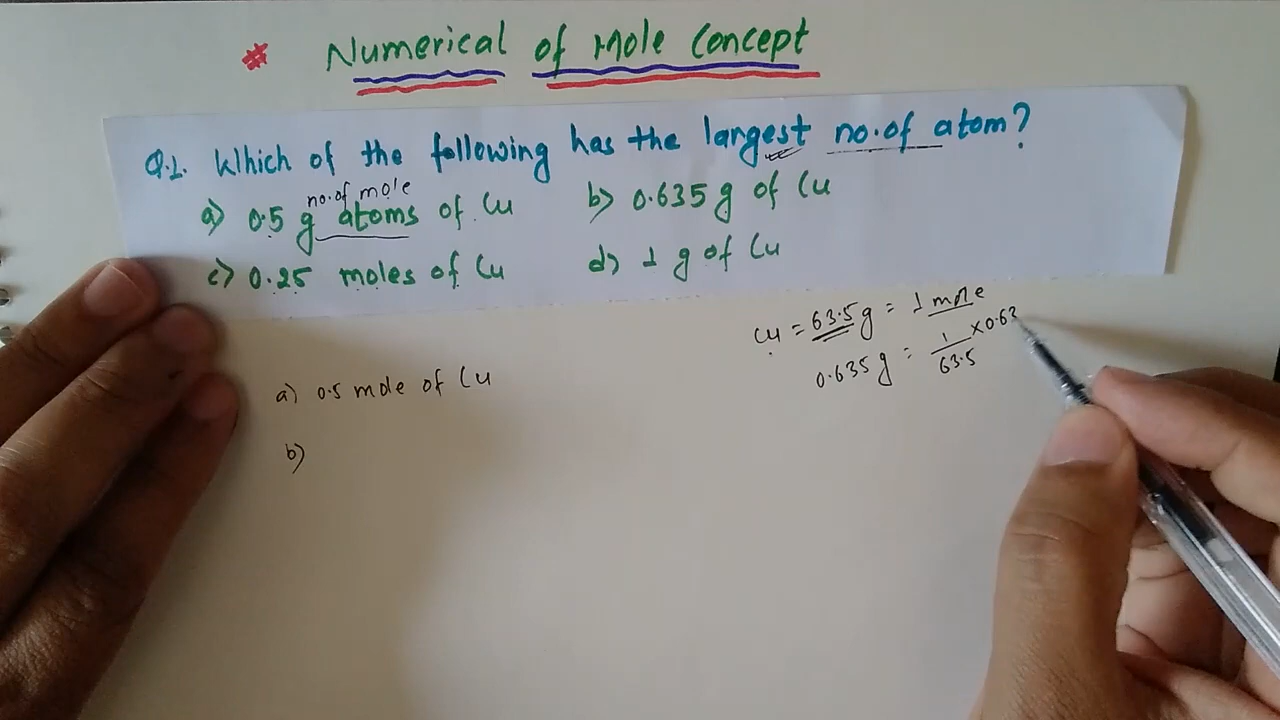 * Numerical of Mole Concept
Q.1. Which of the following has the largest no.of atom?
no.of mole
a) 0.5 g atoms of Cu b) 0.635 g of Cu
c) 0.25 moles of Cu d) 1 g of Cu
Cu = 63.5g = 1 mole
0.635g = 1/63.5 × 0.63
a) 0.5 mole of Cu
b)